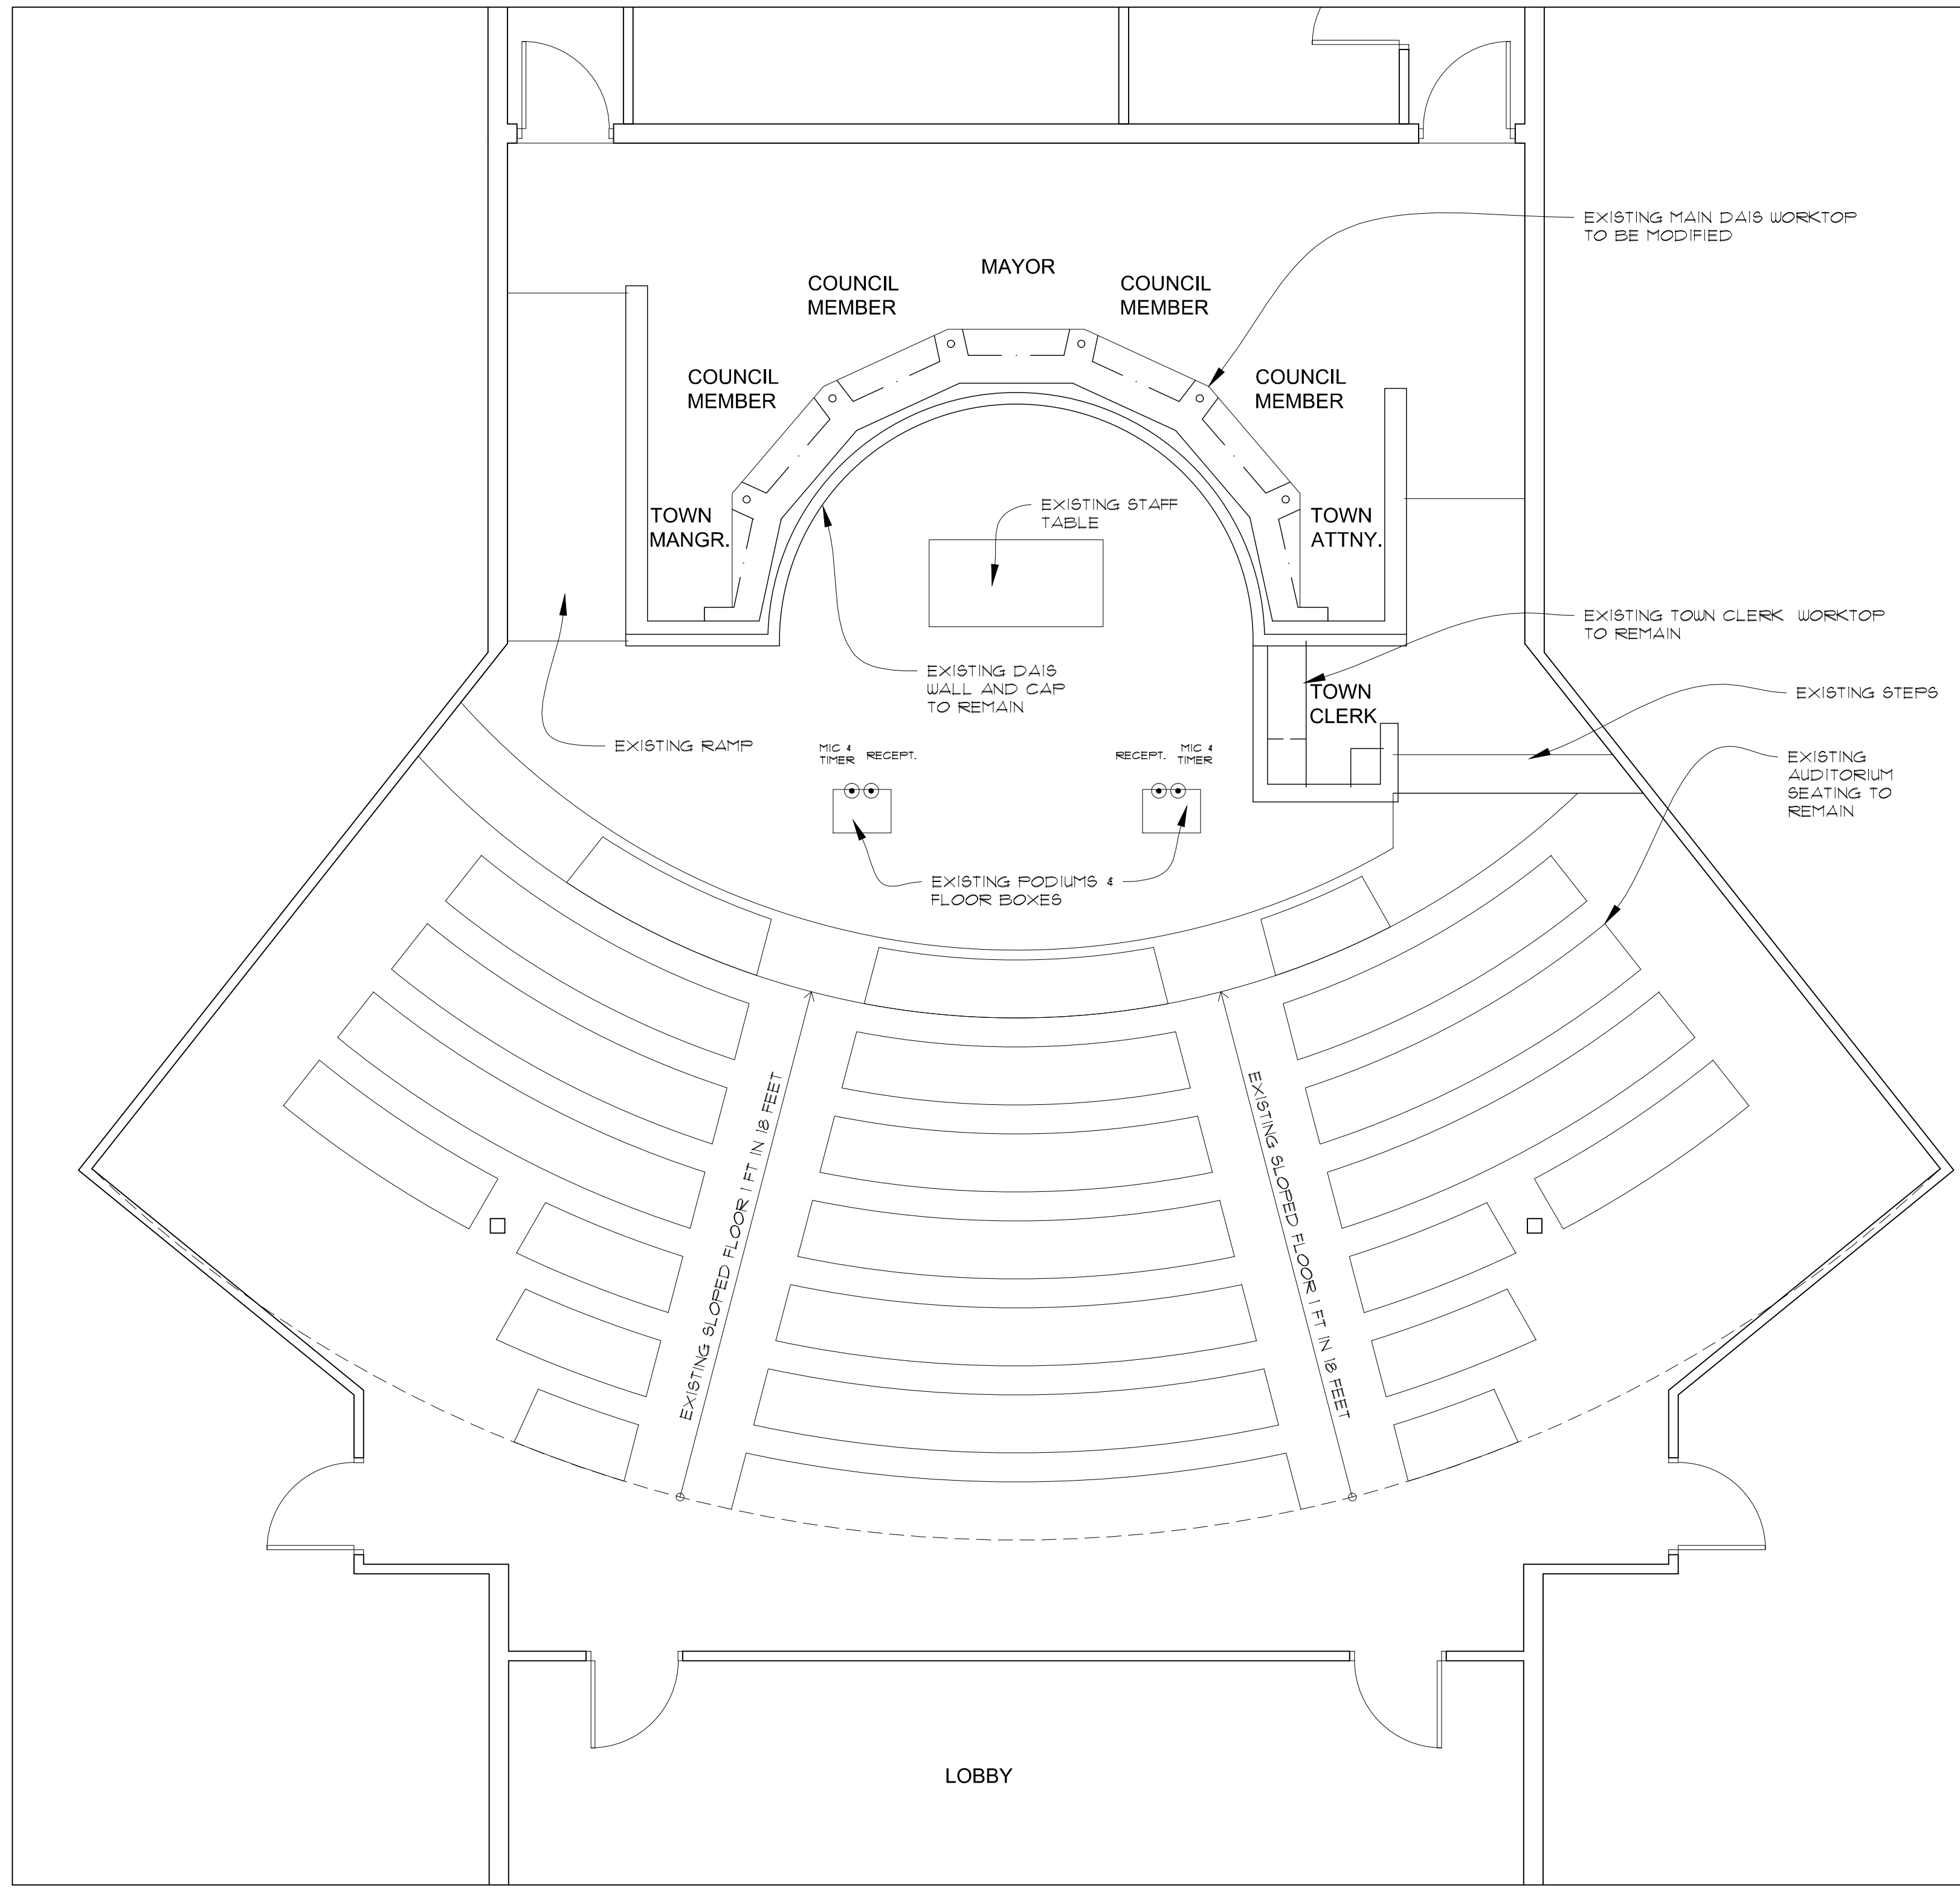 EXISTING MAIN DAIS WORKTOP
TO BE MODIFIED
MAYOR
COUNCIL
MEMBER
COUNCIL
MEMBER
COUNCIL
MEMBER
COUNCIL
MEMBER
TOWN
MANGR.
EXISTING STAFF
TABLE
TOWN
ATTNY.
EXISTING TOWN CLERK WORKTOP
TO REMAIN
EXISTING DAIS
WALL AND CAP
TO REMAIN
TOWN
CLERK
EXISTING STEPS
EXISTING RAMP
MIC &
TIMER
RECEPT.
RECEPT.
MIC &
TIMER
EXISTING
AUDITORIUM
SEATING TO
REMAIN
EXISTING PODIUMS &
FLOOR BOXES
EXISTING SLOPED FLOOR 1 FT IN 18 FEET
EXISTING SLOPED FLOOR 1 FT IN 18 FEET
LOBBY